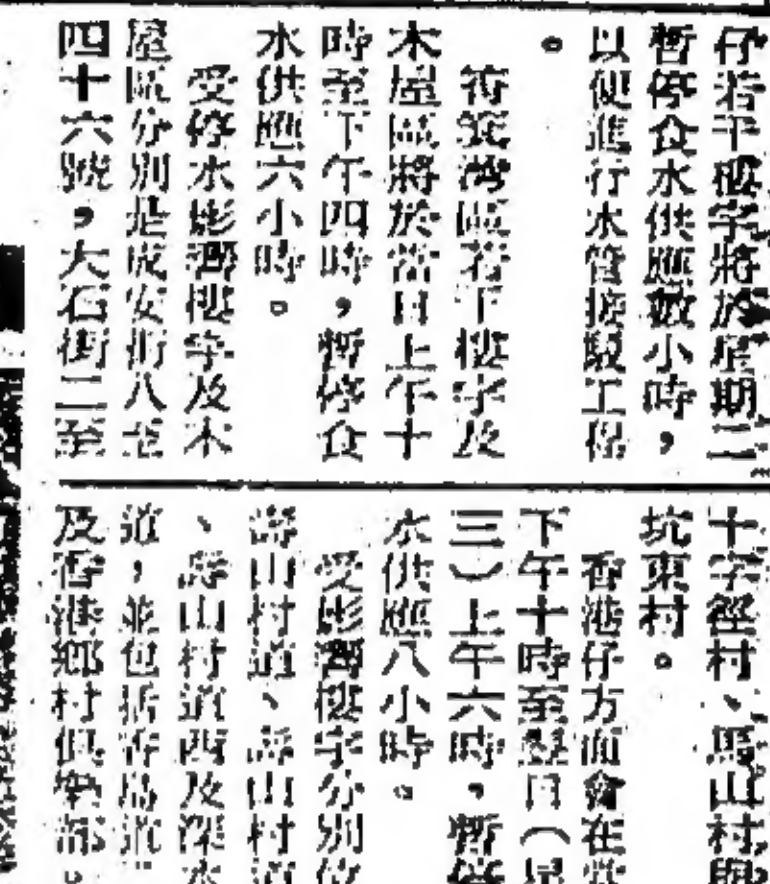 仔若干樓宇將於星期二
暫停食水供應數小時,
以便進行水管接駁工程
。
筲箕灣區若干樓宇及
木屋區將於當日上午十
時至下午四時,暫停食
水供應六小時。
受停水影響樓宇及木
屋區分別是成安街八至
四十六號,大石街二至
十字徑村、馬山村與
坑東村。
香港仔方面會在當
下午十時至翌日(星
三)上午六時,暫停
水供應八小時。
受影響樓宇分別位
壽山村道、壽山村道
、壽山村道西及深水
道,並包括香島道
及香港鄉村俱樂部。